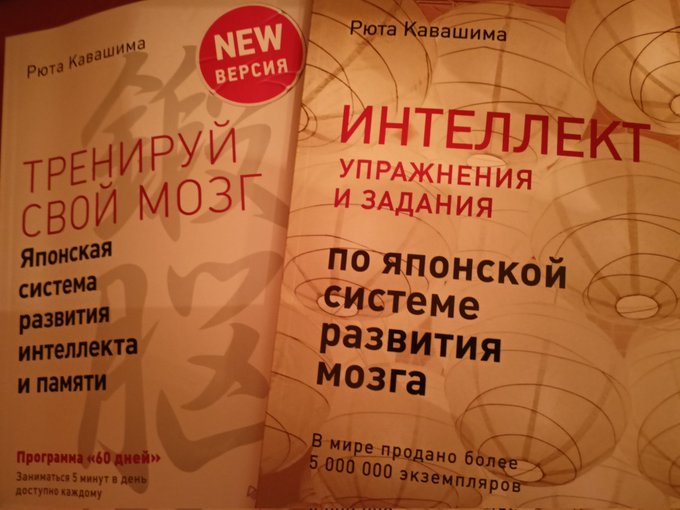 Рюта Кавашима
NEW
ВЕРСИЯ
鍛
脳
ТРЕНИРУЙ
СВОЙ МОЗГ
Японская
система
развития
интеллекта
и памяти
Программа «60 дней»
Заниматься 5 минут в день
доступно каждому
Рюта Кавашима
ИНТЕЛЛЕКТ
УПРАЖНЕНИЯ
И ЗАДАНИЯ
по японской
системе
развития
мозга
В мире продано более
5 000 000 экземпляров